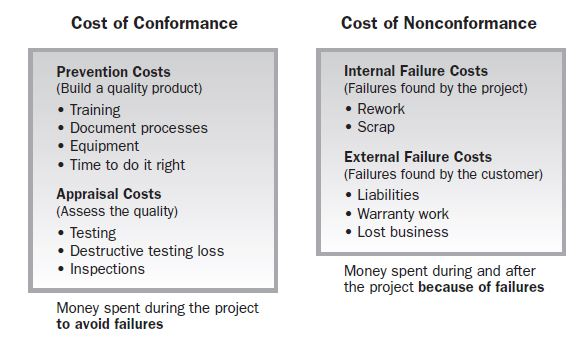 Cost of Conformance
Prevention Costs
(Build a quality product)
• Training
• Document processes
• Equipment
• Time to do it right
Appraisal Costs
(Assess the quality)
• Testing
• Destructive testing loss
• Inspections
Money spent during the project
to avoid failures
Cost of Nonconformance
Internal Failure Costs
(Failures found by the project)
• Rework
• Scrap
External Failure Costs
(Failures found by the customer)
• Liabilities
• Warranty work
• Lost business
Money spent during and after
the project because of failures